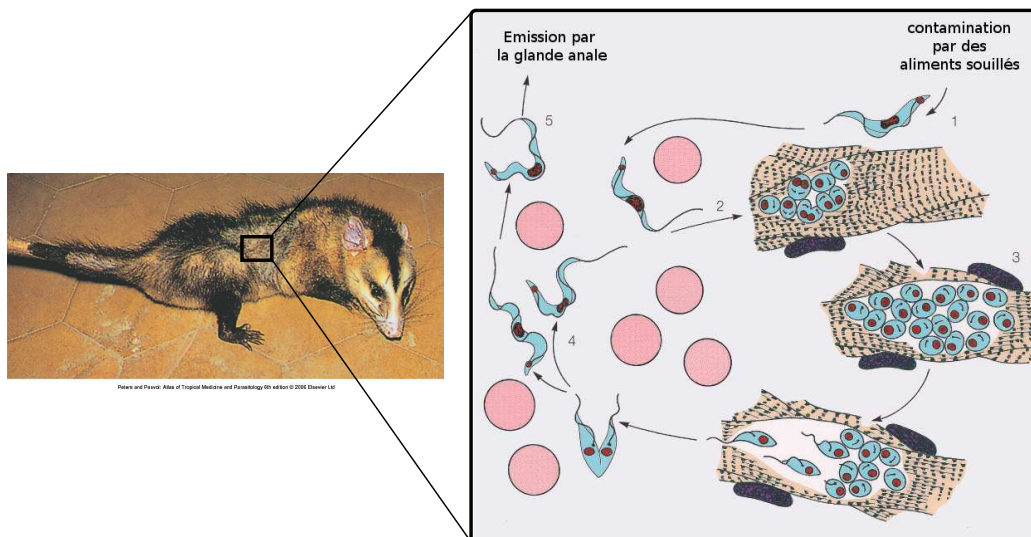 Emission par
la glande anale
contamination
par des
aliments souillés
5
1
2
3
4
Peters and Pasvol: Atlas of Tropical Medicine and Parasitology 6th edition © 2006 Elsevier Ltd